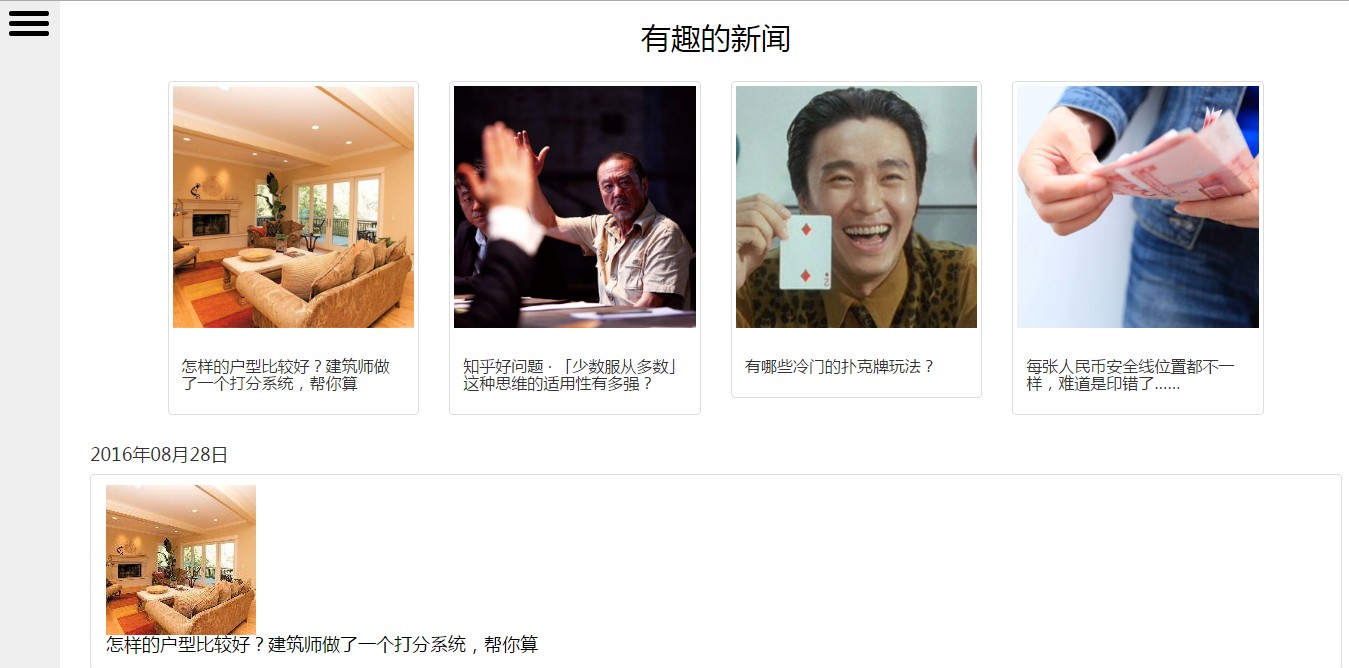 有趣的新闻
怎样的户型比较好？建筑师做
了一个打分系统，帮你算
知乎好问题 ·「少数服从多数」
这种思维的适用性有多强？
有哪些冷门的扑克牌玩法？
每张人民币安全线位置都不一
样，难道是印错了……
2016年08月28日
怎样的户型比较好？建筑师做了一个打分系统，帮你算